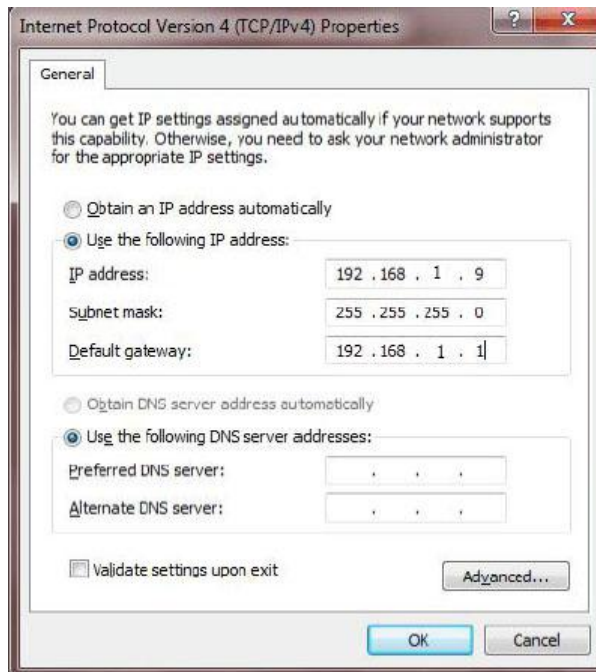 Internet Protocol Version 4 (TCP/IPv4) Properties
General
You can get IP settings assigned automatically if your network supports
this capability. Otherwise, you need to ask your network administrator
for the appropriate IP settings.
Obtain an IP address automatically
Use the following IP address:
IP address: 192 . 168 . 1 . 9
Subnet mask: 255 . 255 . 255 . 0
Default gateway: 192 . 168 . 1 . 1
Obtain DNS server address automatically
Use the following DNS server addresses:
Preferred DNS server: . . .
Alternate DNS server: . . .
Validate settings upon exit
Advanced...
OK Cancel